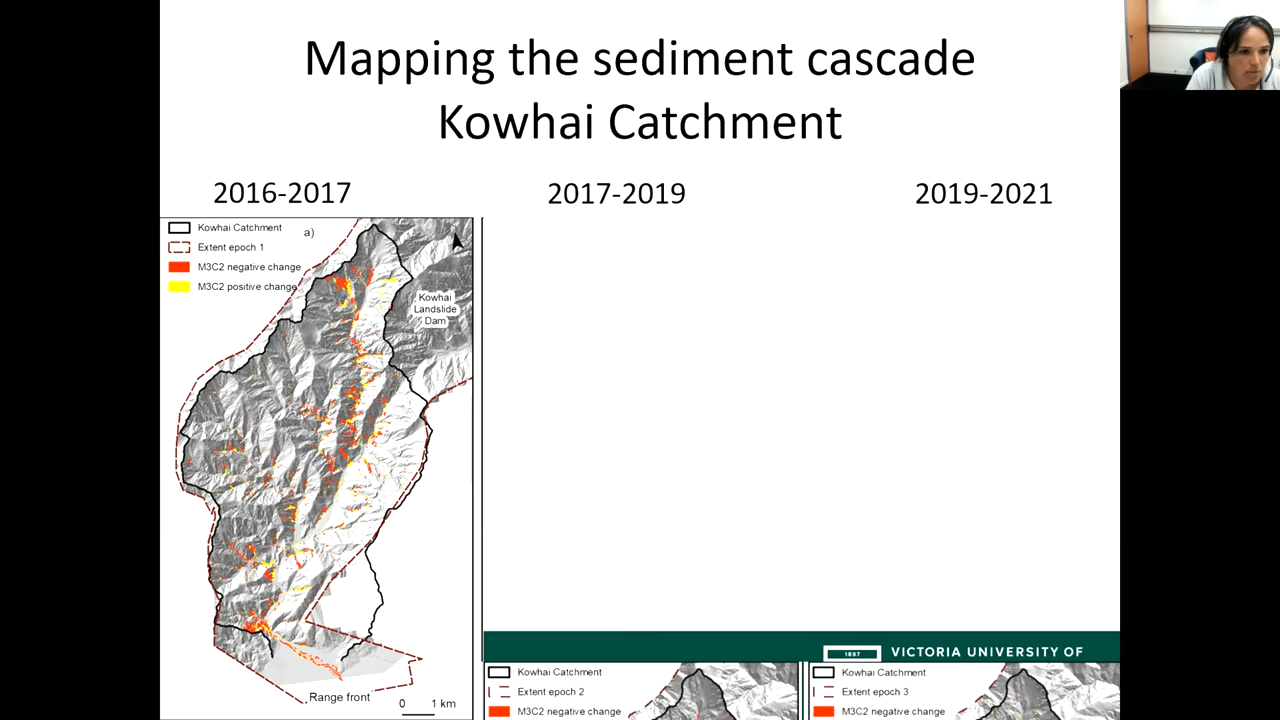 Mapping the sediment cascade
Kowhai Catchment
2016-2017
2017-2019
2019-2021
Kowhai Catchment
a)
Extent epoch 1
M3C2 negative change
M3C2 positive change
Kowhai
Landslide
Dam
Range front
0 1 km
1897 VICTORIA UNIVERSITY OF
Kowhai Catchment
Extent epoch 2
M3C2 negative change
Kowhai Catchment
Extent epoch 3
M3C2 negative change